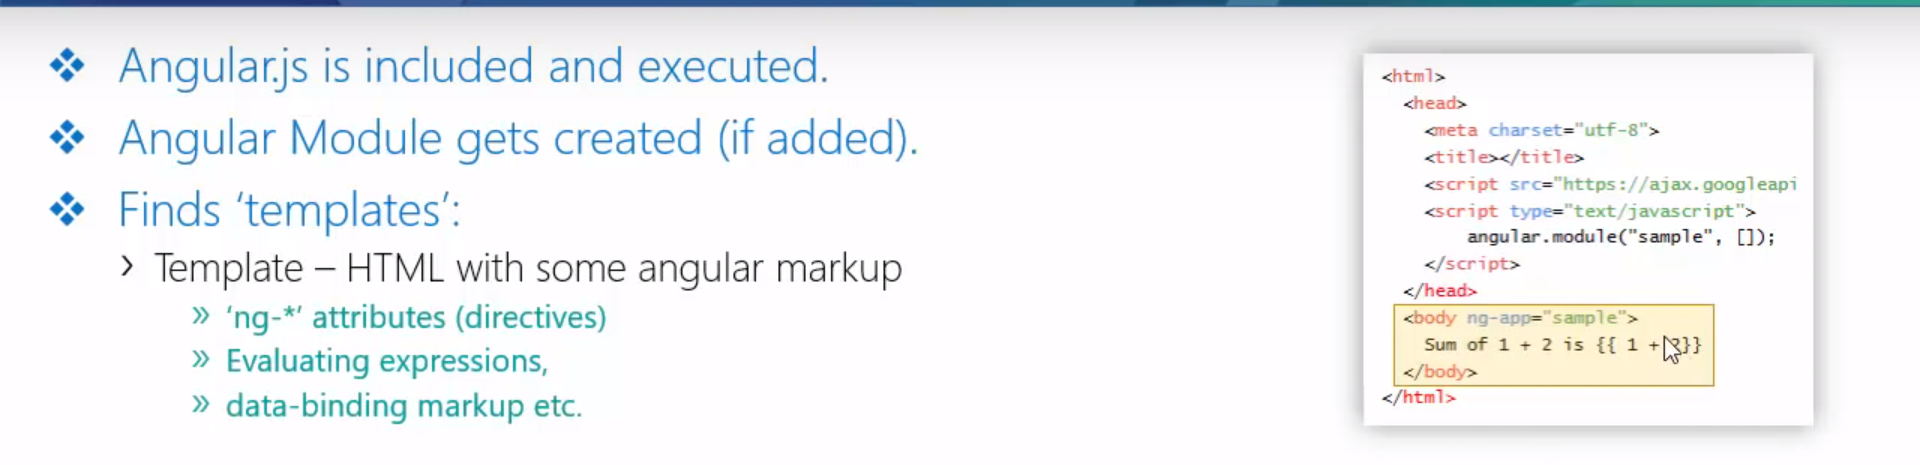 Angular.js is included and executed.
Angular Module gets created (if added).
Finds ‘templates’:
Template – HTML with some angular markup
‘ng-*’ attributes (directives)
Evaluating expressions,
data-binding markup etc.
<html>
<head>
<meta charset="utf-8">
<title></title>
<script src="https://ajax.googleapi
<script type="text/javascript">
angular.module("sample", []);
</script>
</head>
<body ng-app="sample">
Sum of 1 + 2 is {{ 1 + }}
</body>
</html>